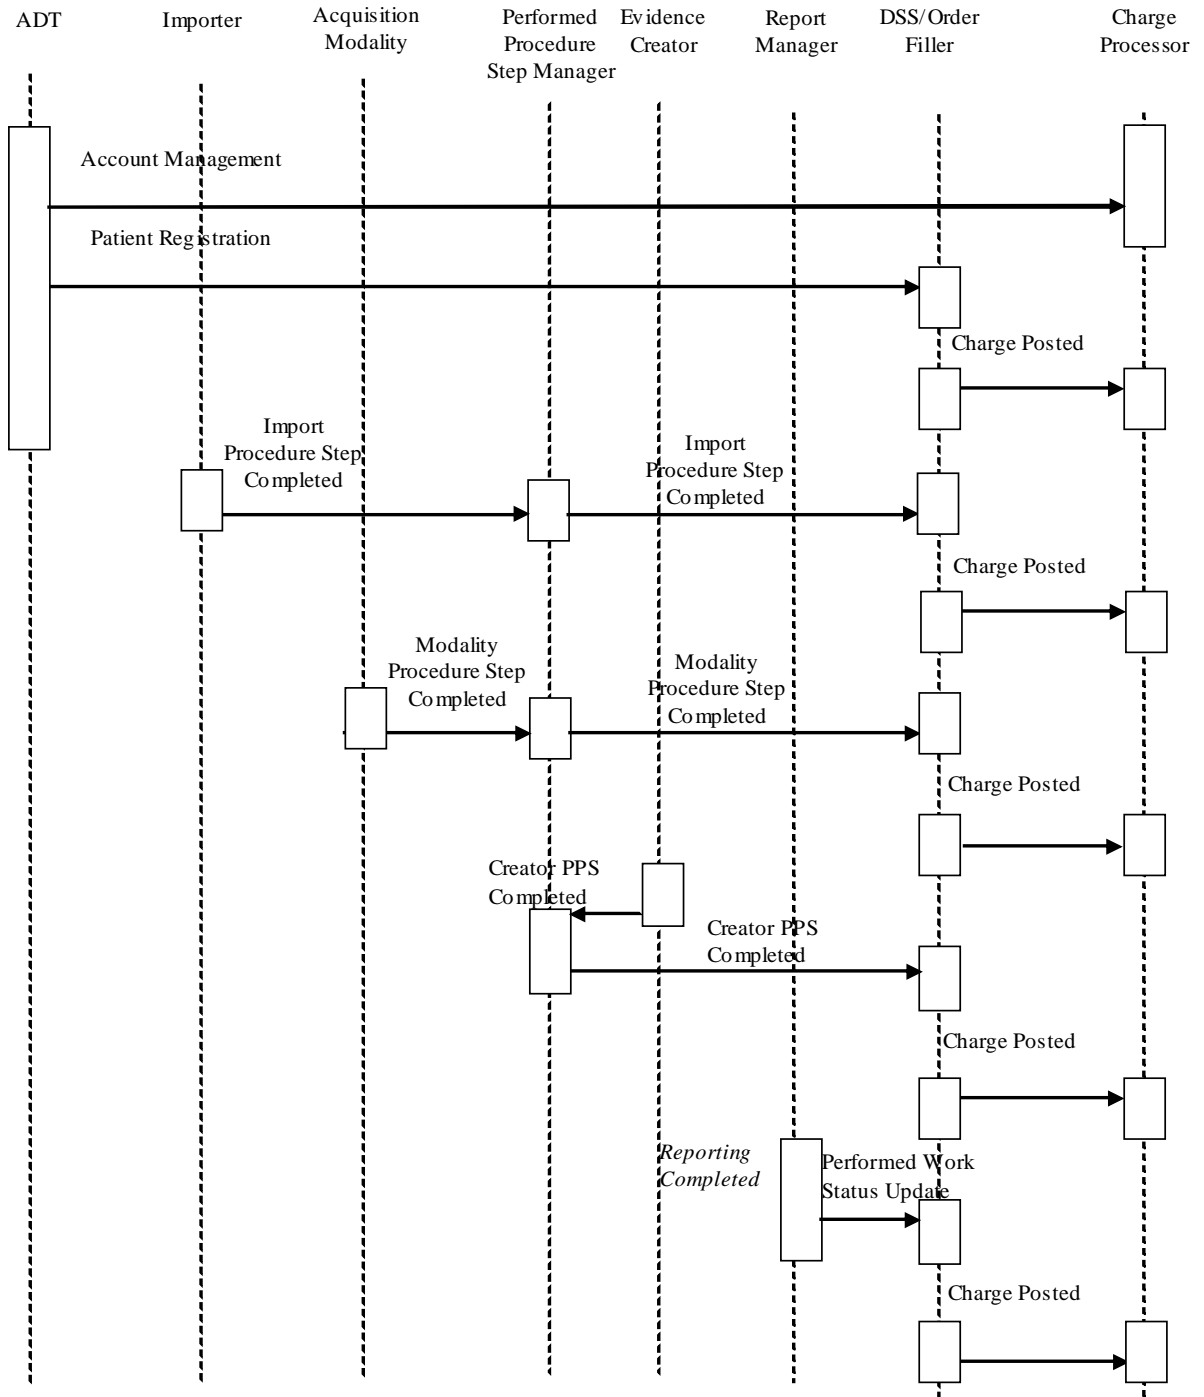 ADT
Importer
Acquisition
Modality
Performed
Procedure
Step Manager
Evidence
Creator
Report
Manager
DSS/Order
Filler
Charge
Processor
Account Management
Patient Registration
Charge Posted
Import
Procedure Step
Completed
Import
Procedure Step
Completed
Charge Posted
Modality
Procedure Step
Completed
Modality
Procedure Step
Completed
Charge Posted
Creator PPS
Completed
Creator PPS
Completed
Charge Posted
Reporting
Completed
Performed Work
Status Update
Charge Posted